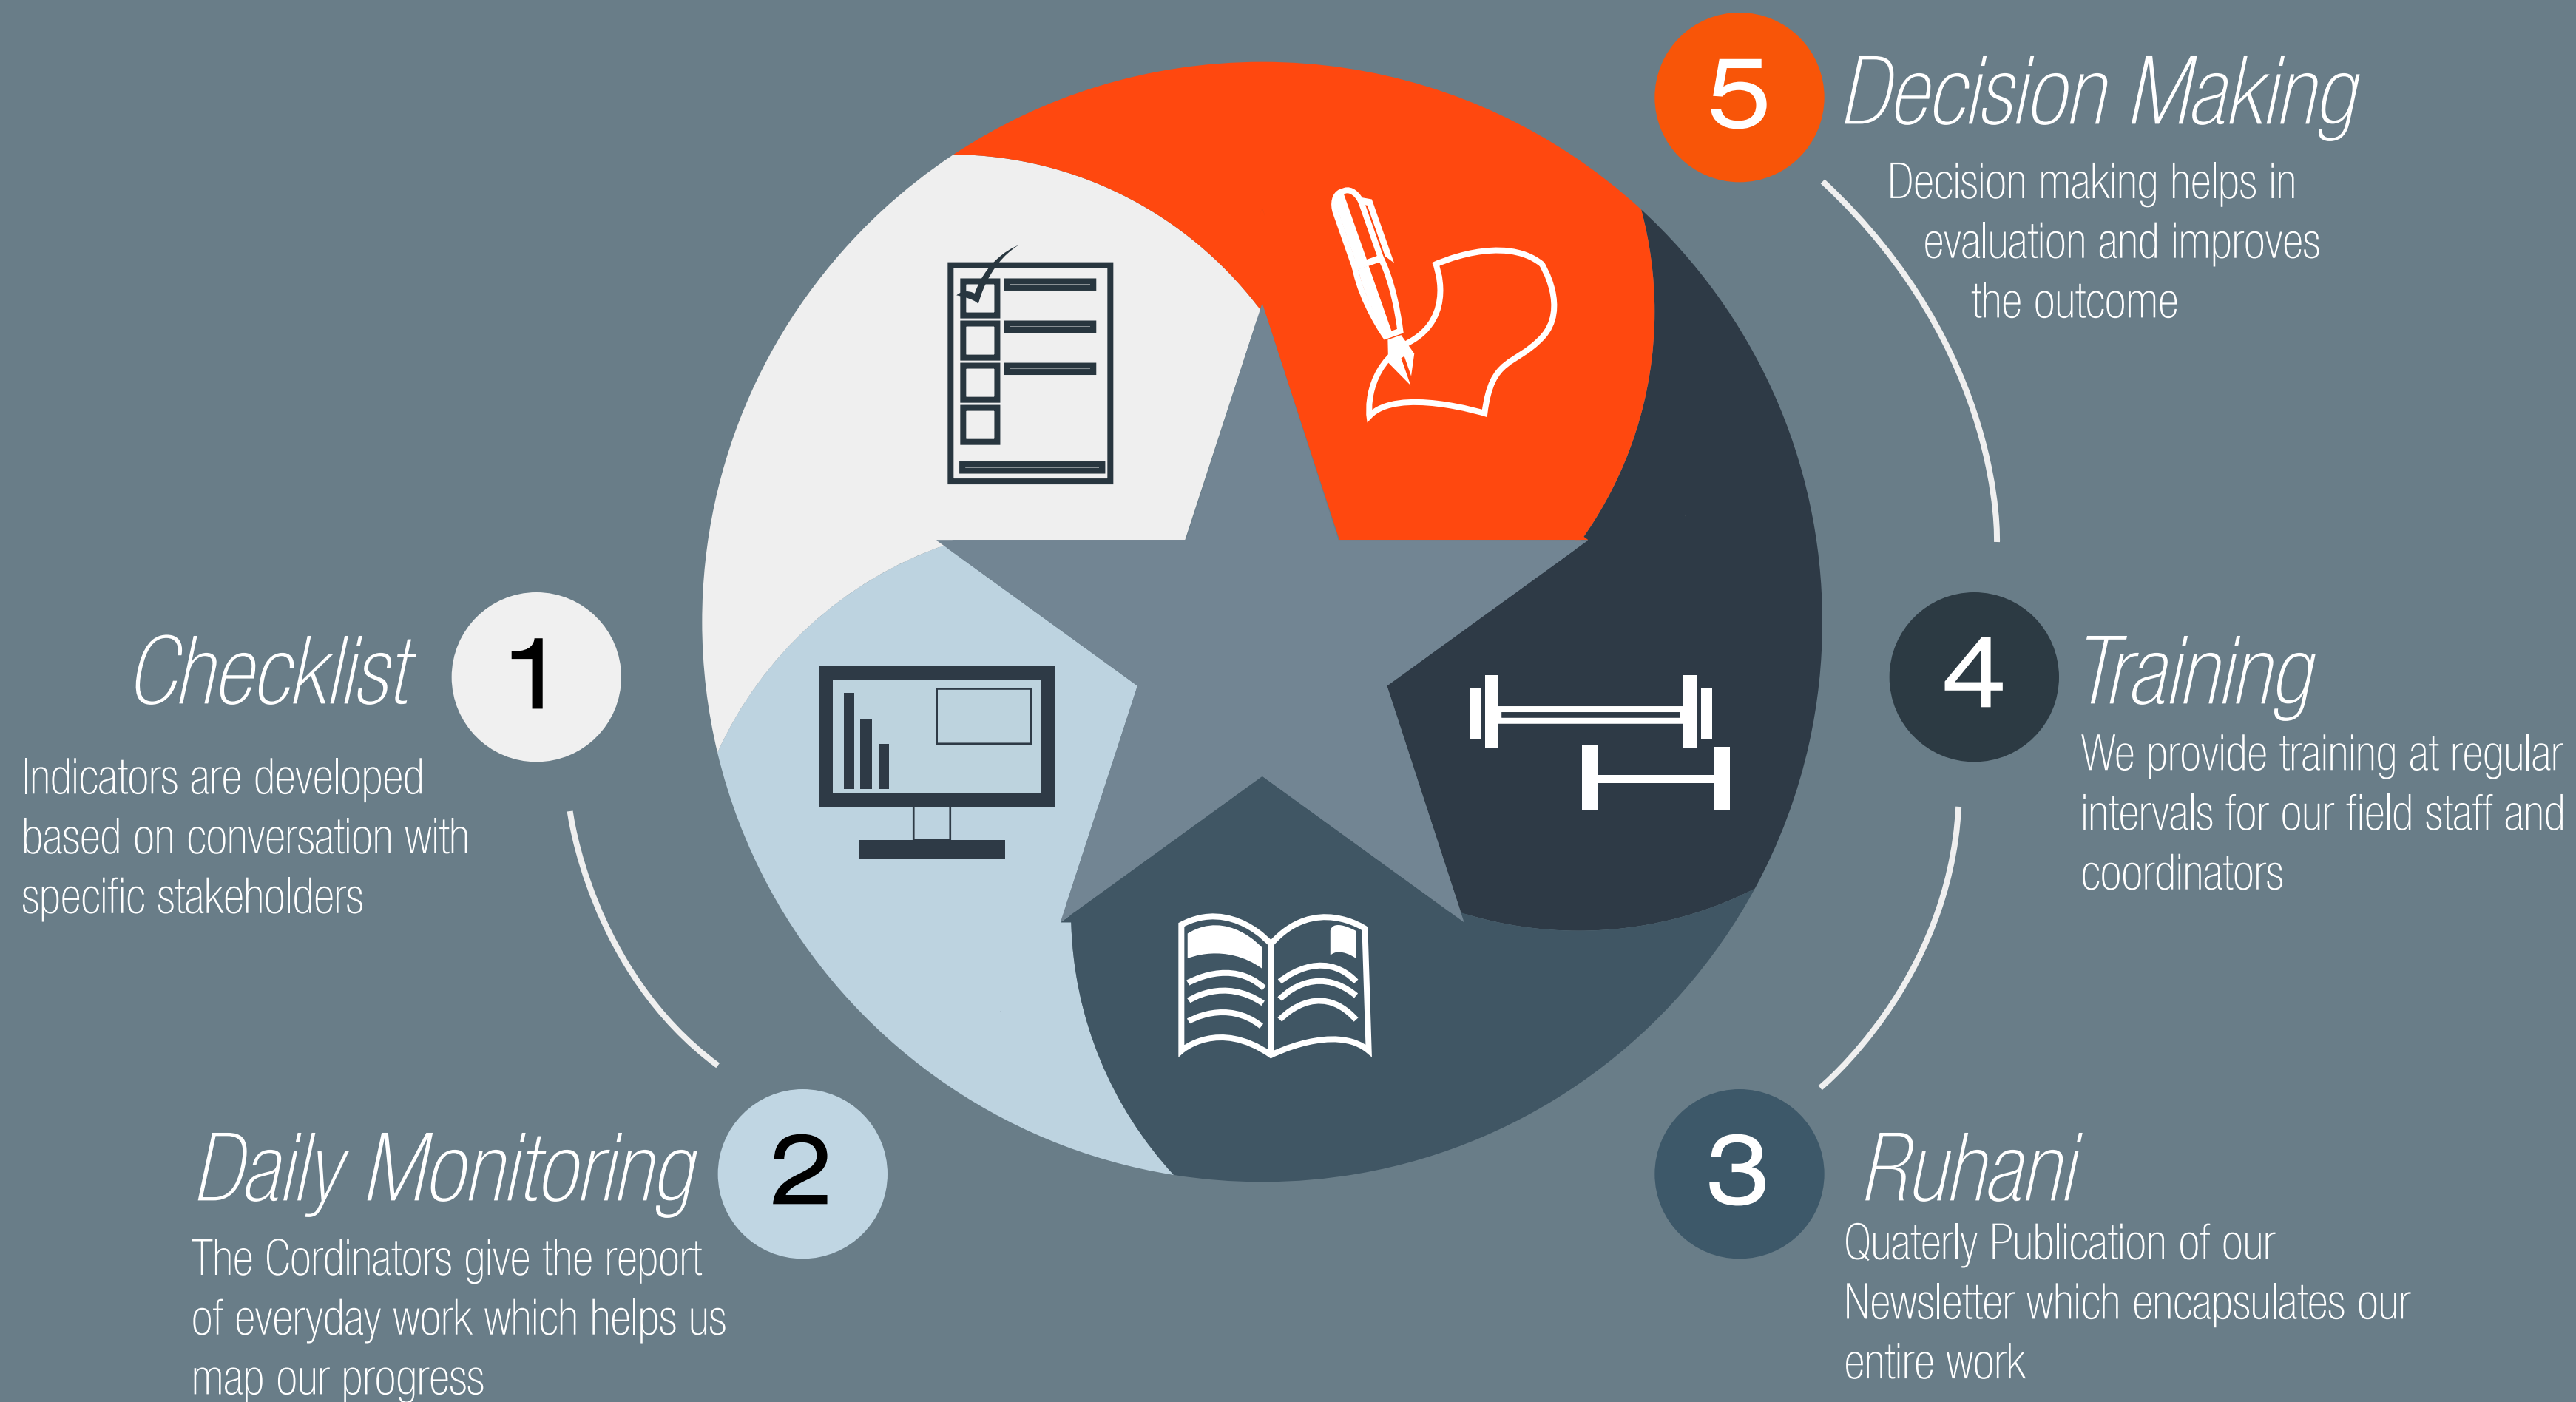 1
Checklist
Indicators are developed
based on conversation with
specific stakeholders
2
Daily Monitoring
The Cordinators give the report
of everyday work which helps us
map our progress
3
Ruhani
Quaterly Publication of our
Newsletter which encapsulates our
entire work
4
Training
We provide training at regular
intervals for our field staff and
coordinators
5
Decision Making
Decision making helps in
evaluation and improves
the outcome